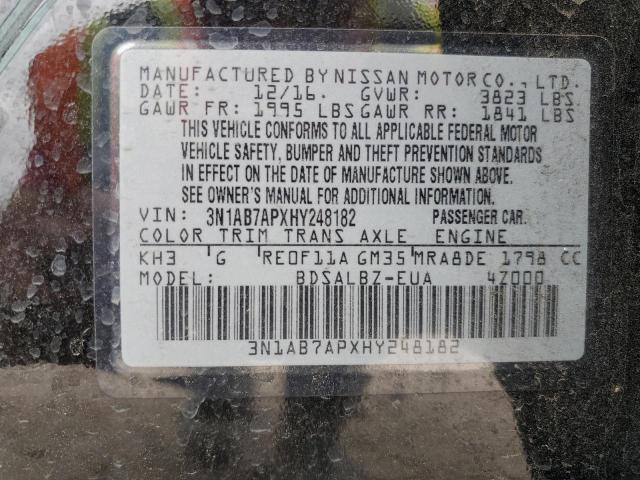 MANUFACTURED BY NISSAN MOTOR CO., LTD.
DATE: 12/16. GVWR: 3823 LBS
GAWR FR: 1995 LBS GAWR RR: 1841 LBS
THIS VEHICLE CONFORMS TO ALL APPLICABLE FEDERAL MOTOR
VEHICLE SAFETY, BUMPER AND THEFT PREVENTION STANDARDS
IN EFFECT ON THE DATE OF MANUFACTURE SHOWN ABOVE.
SEE OWNER'S MANUAL FOR ADDITIONAL INFORMATION.
VIN: 3N1AB7APXHY248182 PASSENGER CAR.
COLOR TRIM TRANS AXLE ENGINE
KH3 G RE0F11A GM35 MRA8DE 1798 CC
MODEL: BDSALBZ-EUA 4Z000
3N1AB7APXHY248182